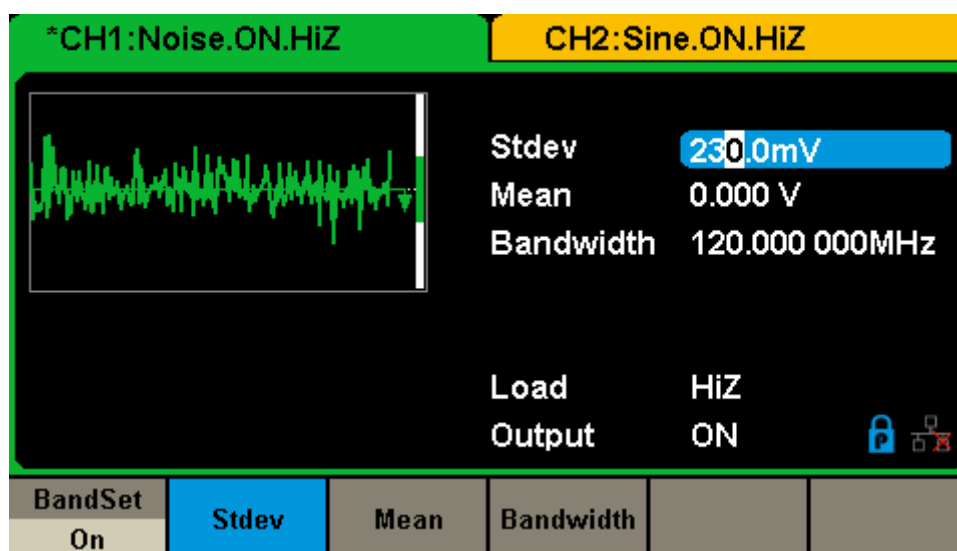 *CH1:Noise.ON.HiZ
CH2:Sine.ON.HiZ
Stdev 230.0mV
Mean 0.000 V
Bandwidth 120.000 000MHz
Load HiZ
Output ON
P
BandSet
On
Stdev
Mean
Bandwidth